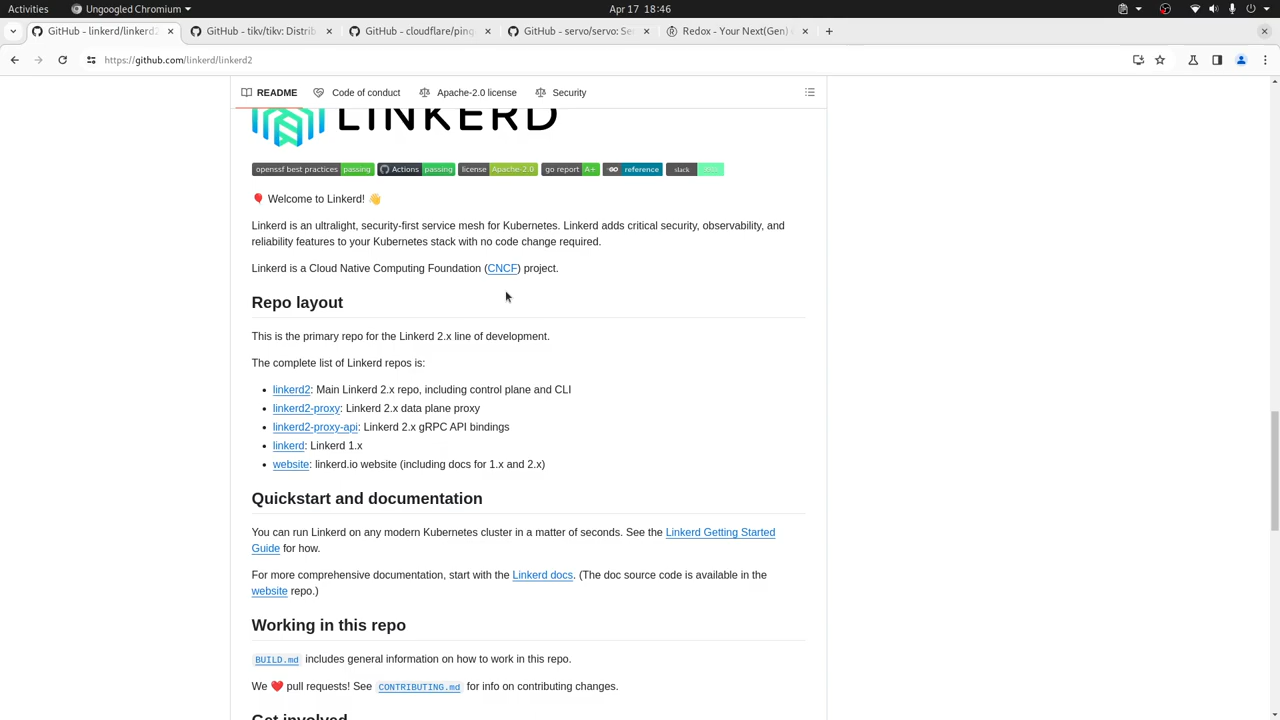 Activities Ungoogled Chromium Apr 17 18:46
GitHub - linkerd/linkerd2 GitHub - tikv/tikv: Distrib GitHub - cloudflare/ping GitHub - servo/servo: Se Redox - Your Next(Gen)
https://github.com/linkerd/linkerd2
README Code of conduct Apache-2.0 license Security
LINKERD
openssf best practices passing Actions passing license Apache-2.0 go report A+ reference slack
🎈 Welcome to Linkerd! 👋
Linkerd is an ultralight, security-first service mesh for Kubernetes. Linkerd adds critical security, observability, and
reliability features to your Kubernetes stack with no code change required.
Linkerd is a Cloud Native Computing Foundation (CNCF) project.
Repo layout
This is the primary repo for the Linkerd 2.x line of development.
The complete list of Linkerd repos is:
• linkerd2: Main Linkerd 2.x repo, including control plane and CLI
• linkerd2-proxy: Linkerd 2.x data plane proxy
• linkerd2-proxy-api: Linkerd 2.x gRPC API bindings
• linkerd: Linkerd 1.x
• website: linkerd.io website (including docs for 1.x and 2.x)
Quickstart and documentation
You can run Linkerd on any modern Kubernetes cluster in a matter of seconds. See the Linkerd Getting Started
Guide for how.
For more comprehensive documentation, start with the Linkerd docs. (The doc source code is available in the
website repo.)
Working in this repo
BUILD.md includes general information on how to work in this repo.
We ❤️ pull requests! See CONTRIBUTING.md for info on contributing changes.
Get involved